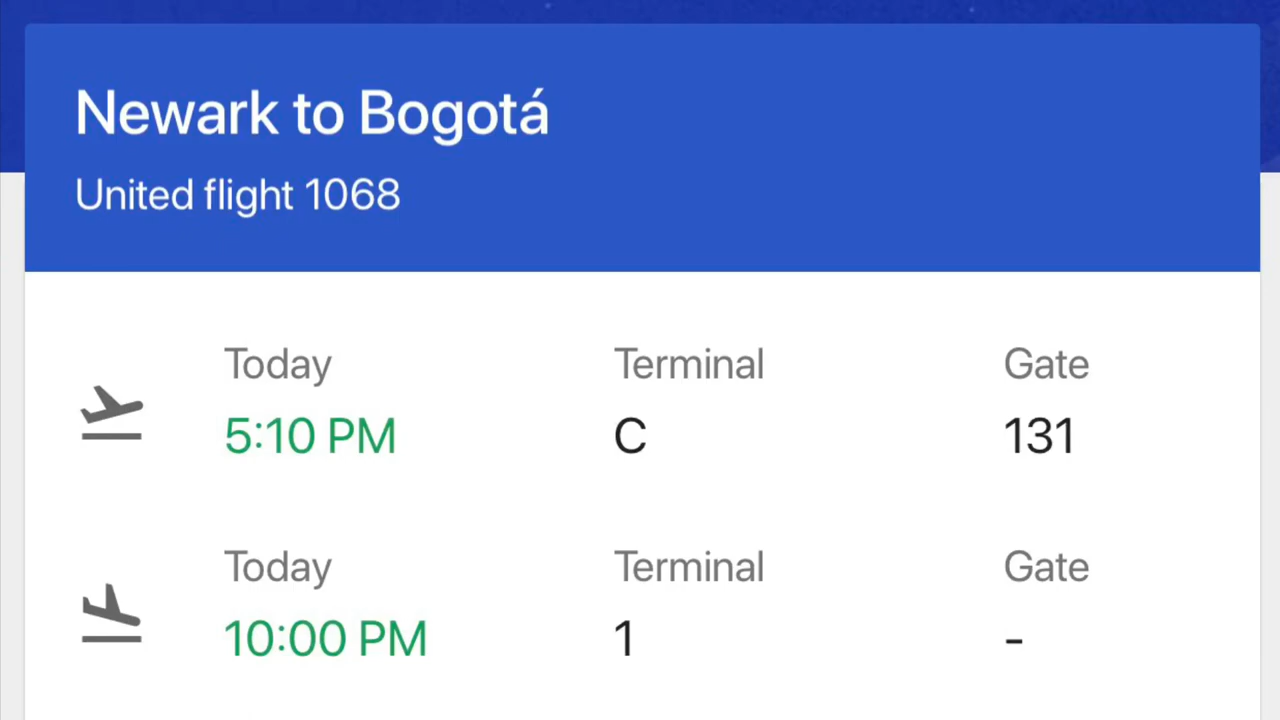 Newark to Bogotá
United flight 1068
Today Terminal Gate
5:10 PM C 131
Today Terminal Gate
10:00 PM 1 -